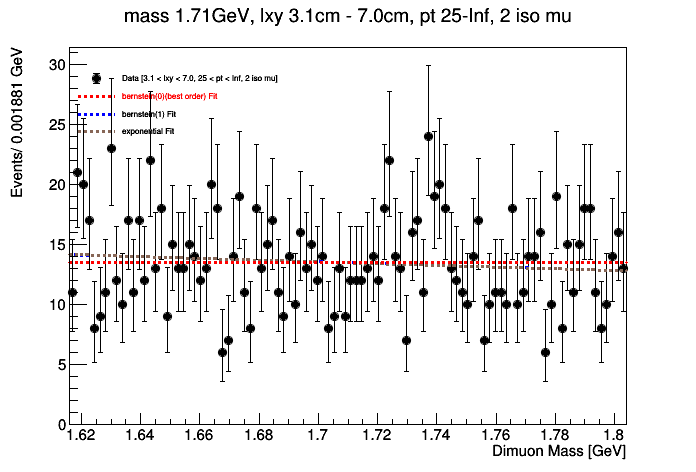 mass 1.71GeV, lxy 3.1cm - 7.0cm, pt 25-Inf, 2 iso mu
Events/ 0.001881 GeV
30
25
20
15
10
5
0
Data [3.1 < lxy < 7.0, 25 < pt < Inf, 2 iso mu]
bernstein(0)(best order) Fit
bernstein(1) Fit
exponential Fit
1.62 1.64 1.66 1.68 1.7 1.72 1.74 1.76 1.78 1.8
Dimuon Mass [GeV]